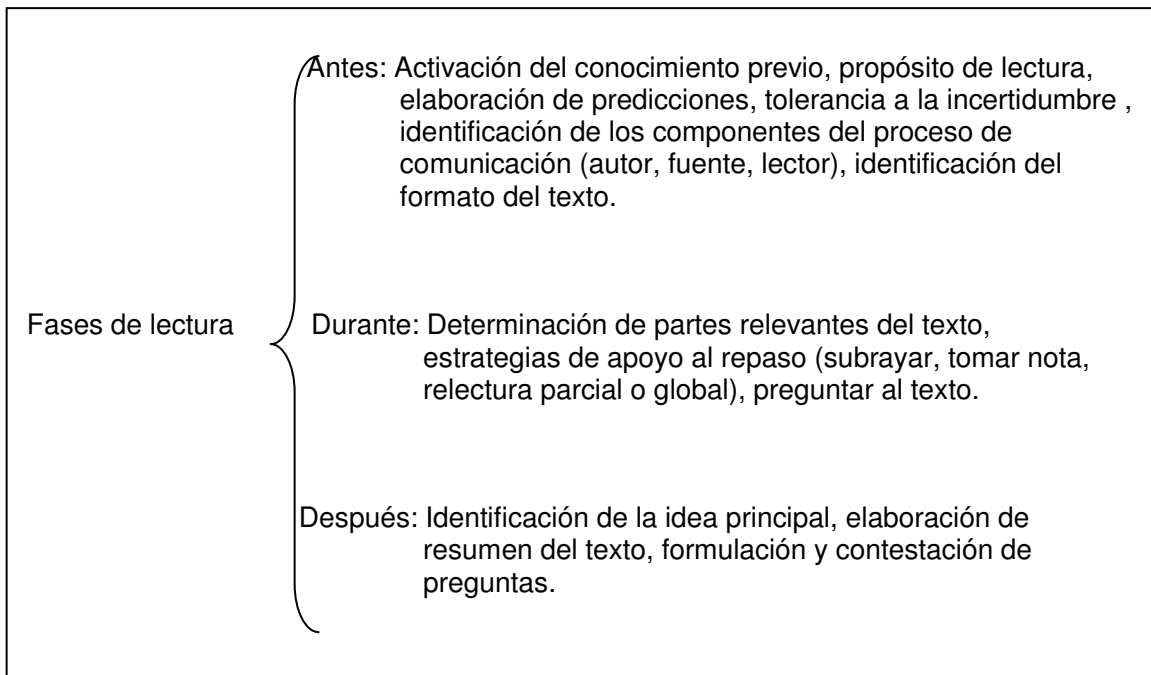 Antes: Activación del conocimiento previo, propósito de lectura,
elaboración de predicciones, tolerancia a la incertidumbre ,
identificación de los componentes del proceso de
comunicación (autor, fuente, lector), identificación del
formato del texto.
Fases de lectura
Durante: Determinación de partes relevantes del texto,
estrategias de apoyo al repaso (subrayar, tomar nota,
relectura parcial o global), preguntar al texto.
Después: Identificación de la idea principal, elaboración de
resumen del texto, formulación y contestación de
preguntas.